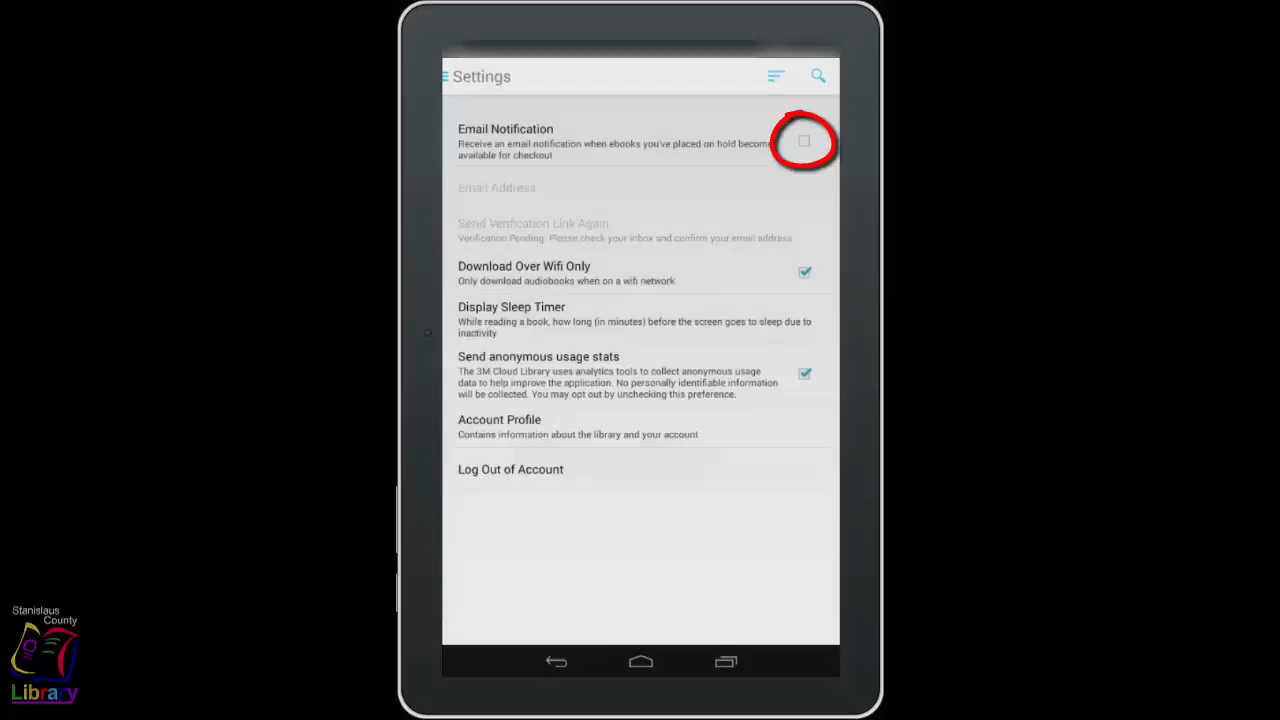 Settings
Email Notification
Receive an email notification when ebooks you've placed on hold become
available for checkout
Email Address
Send Verification Link Again
Verification Pending. Please check your inbox and confirm your email address
Download Over Wifi Only
Only download audiobooks when on a wifi network
Display Sleep Timer
While reading a book, how long (in minutes) before the screen goes to sleep due to
inactivity
Send anonymous usage stats
The 3M Cloud Library uses analytics tools to collect anonymous usage
data to help improve the application. No personally identifiable information
will be collected. You may opt out by unchecking this preference.
Account Profile
Contains information about the library and your account
Log Out of Account
Stanislaus
County
Library